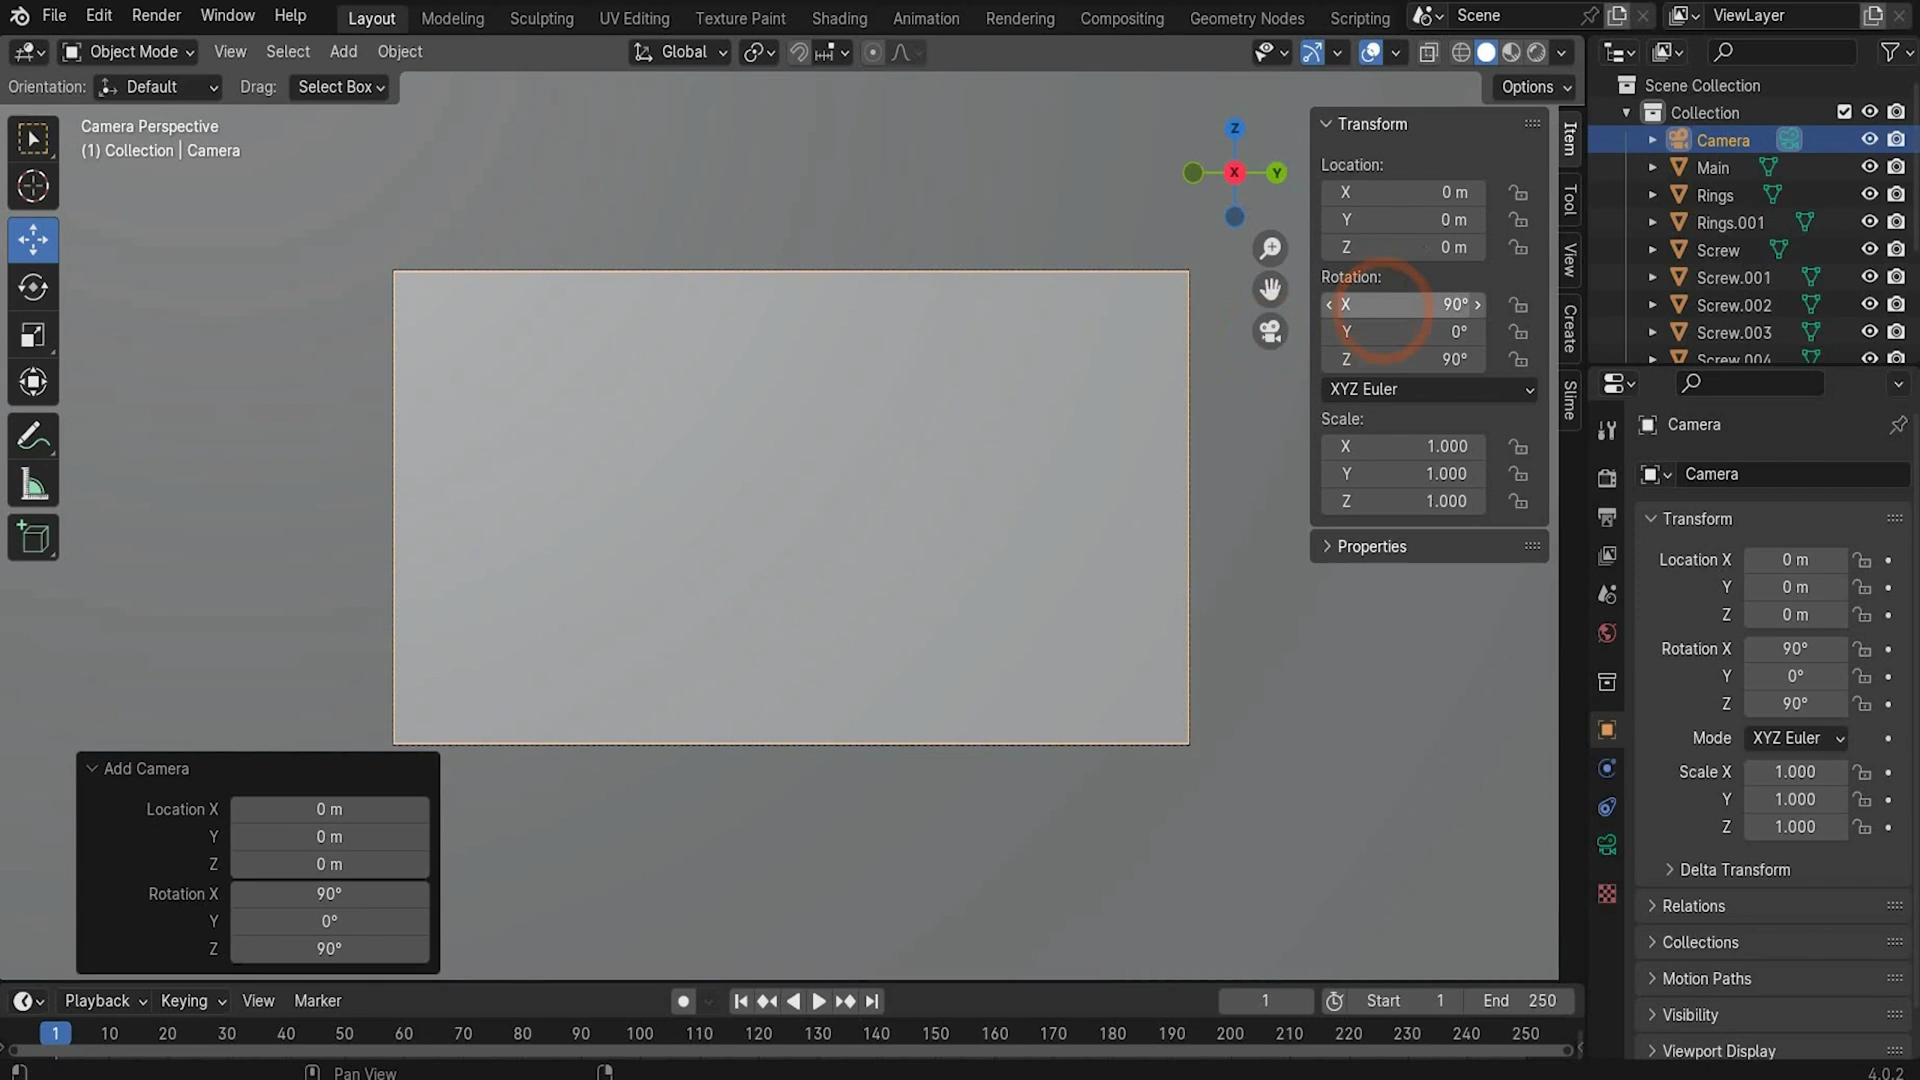 File Edit Render Window Help Layout Modeling Sculpting UV Editing Texture Paint Shading Animation Rendering Compositing Geometry Nodes Scripting Scene ViewLayer
Object Mode View Select Add Object Global
Orientation: Default Drag: Select Box Options
Camera Perspective
(1) Collection | Camera
Z
X
Y
Transform
Location:
X 0 m
Y 0 m
Z 0 m
Rotation:
X 90°
Y 0°
Z 90°
XYZ Euler
Scale:
X 1.000
Y 1.000
Z 1.000
Properties
Item
Tool
View
Create
Slime
Scene Collection
Collection
Camera
Main
Rings
Rings.001
Screw
Screw.001
Screw.002
Screw.003
Screw.004
Camera
Camera
Transform
Location X 0 m
Y 0 m
Z 0 m
Rotation X 90°
Y 0°
Z 90°
Mode XYZ Euler
Scale X 1.000
Y 1.000
Z 1.000
Delta Transform
Relations
Collections
Motion Paths
Visibility
Viewport Display
Add Camera
Location X 0 m
Y 0 m
Z 0 m
Rotation X 90°
Y 0°
Z 90°
Playback Keying View Marker 1 Start 1 End 250
1 10 20 30 40 50 60 70 80 90 100 110 120 130 140 150 160 170 180 190 200 210 220 230 240 250
Pan View 4.0.2